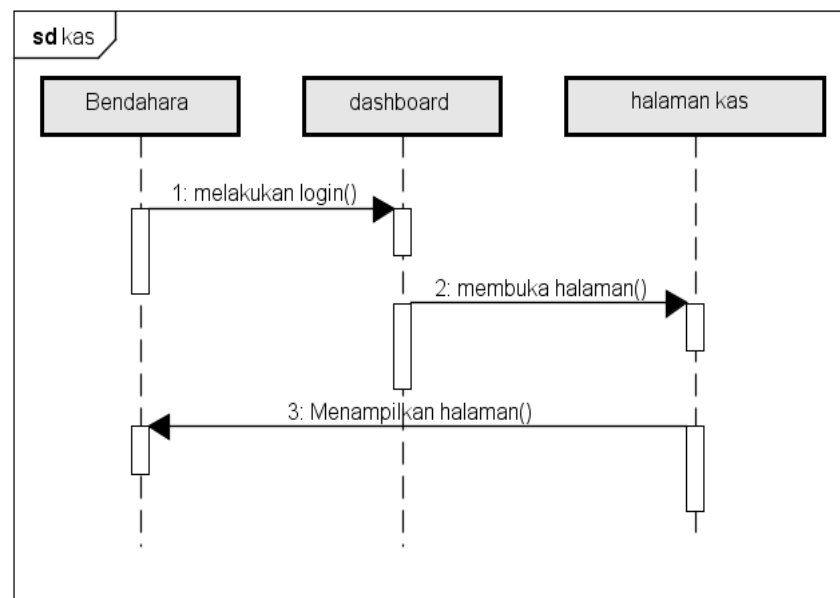 sd kas
Bendahara
dashboard
halaman kas
1: melakukan login()
2: membuka halaman()
3: Menampilkan halaman()